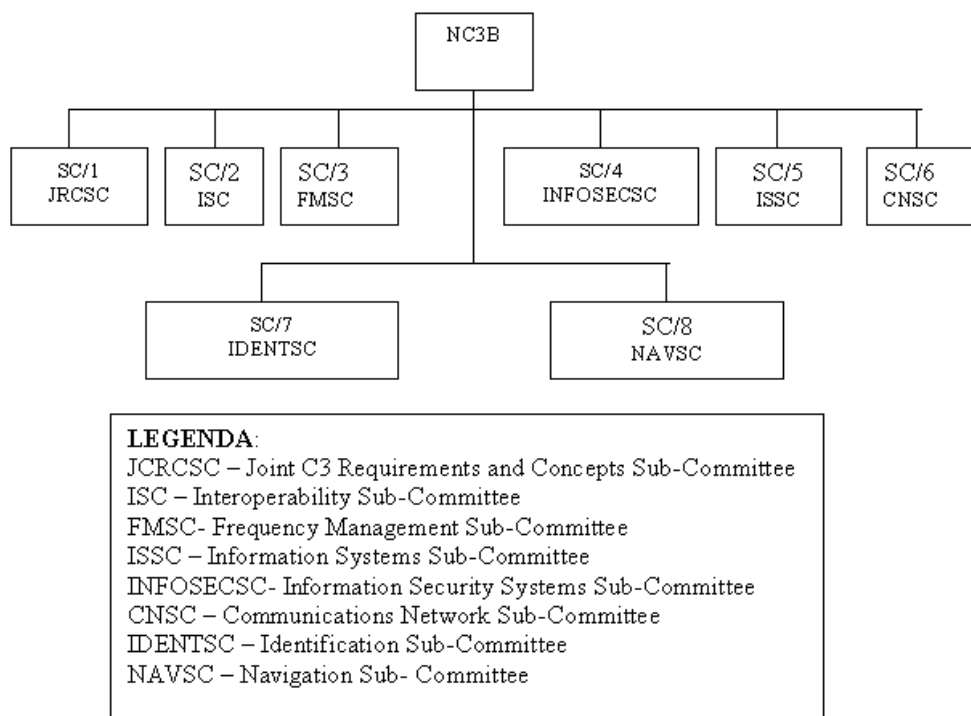 NC3B
SC/1
JRCSC
SC/2
ISC
SC/3
FMSC
SC/4
INFOSECSC
SC/5
ISSC
SC/6
CNSC
SC/7
IDENTSC
SC/8
NAVSC
LEGENDA:
JCRCSC – Joint C3 Requirements and Concepts Sub-Committee
ISC – Interoperability Sub-Committee
FMSC- Frequency Management Sub-Committee
ISSC – Information Systems Sub-Committee
INFOSECSC- Information Security Systems Sub-Committee
CNSC – Communications Network Sub-Committee
IDENTSC – Identification Sub-Committee
NAVSC – Navigation Sub- Committee